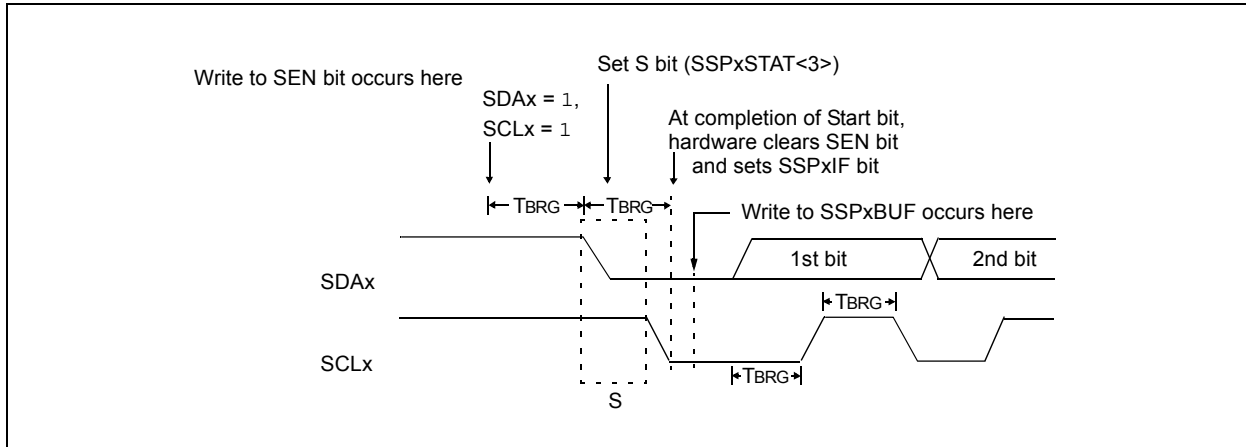 Set S bit (SSPxSTAT<3>)
Write to SEN bit occurs here
SDAx = 1,
SCLx = 1
At completion of Start bit,
hardware clears SEN bit
and sets SSPxIF bit
TBRG
TBRG
Write to SSPxBUF occurs here
1st bit
2nd bit
SDAx
TBRG
SCLx
TBRG
S